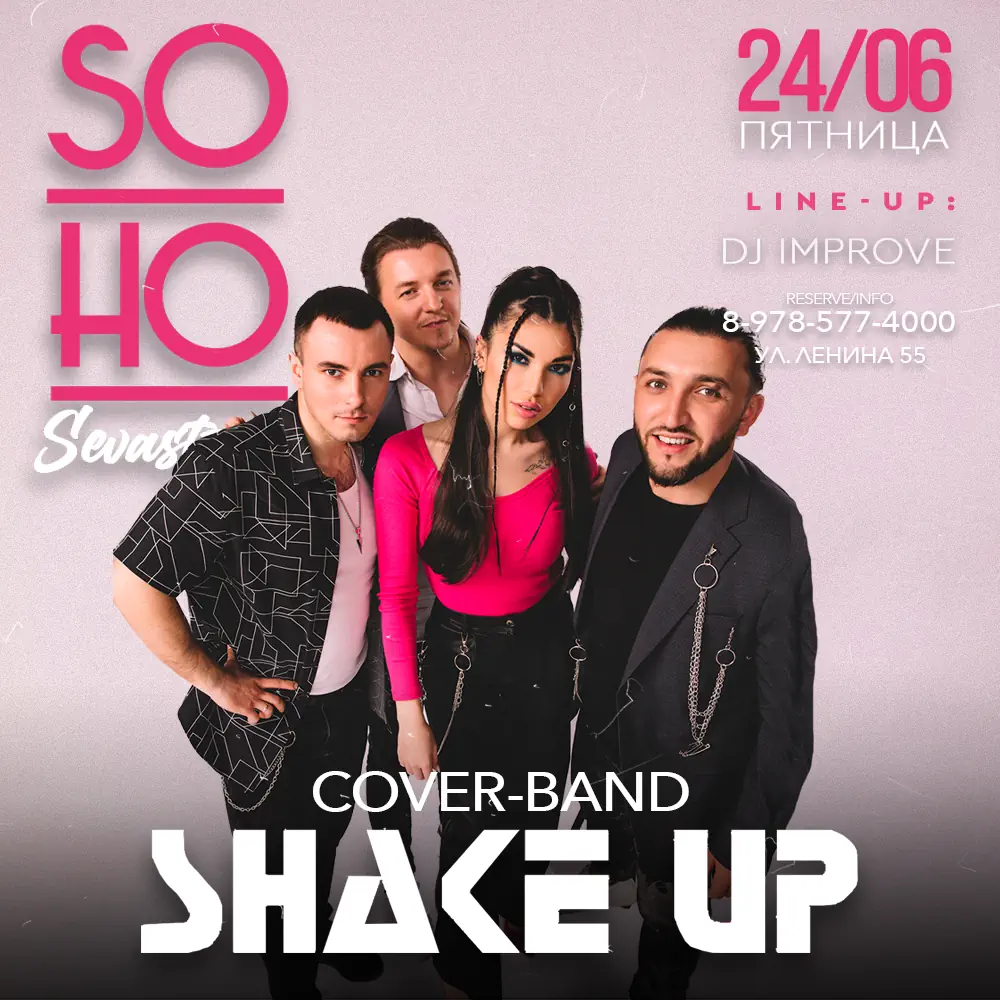 SO
HO
24/06
ПЯТНИЦА
LINE-UP:
DJ IMPROVE
RESERVE/INFO
8-978-577-4000
УЛ. ЛЕНИНА 55
COVER-BAND
SHAKE UP